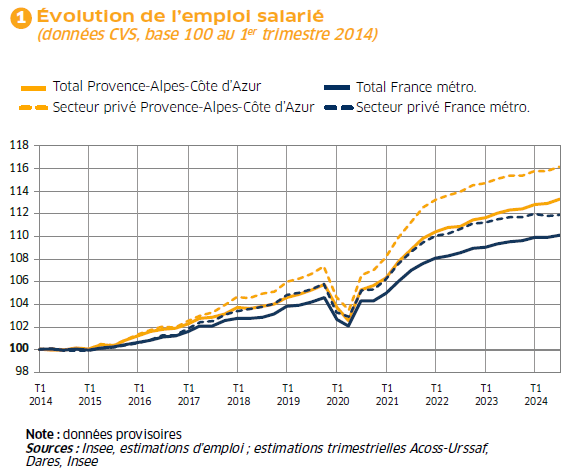 1 Évolution de l'emploi salarié
(données CVS, base 100 au 1er trimestre 2014)
Total Provence-Alpes-Côte d'Azur Total France métro.
Secteur privé Provence-Alpes-Côte d'Azur Secteur privé France métro.
118
116
114
112
110
108
106
104
102
100
98
T1 T1 T1 T1 T1 T1 T1 T1 T1 T1 T1
2014 2015 2016 2017 2018 2019 2020 2021 2022 2023 2024
Note : données provisoires
Sources : Insee, estimations d'emploi ; estimations trimestrielles Acoss-Urssaf,
Dares, Insee